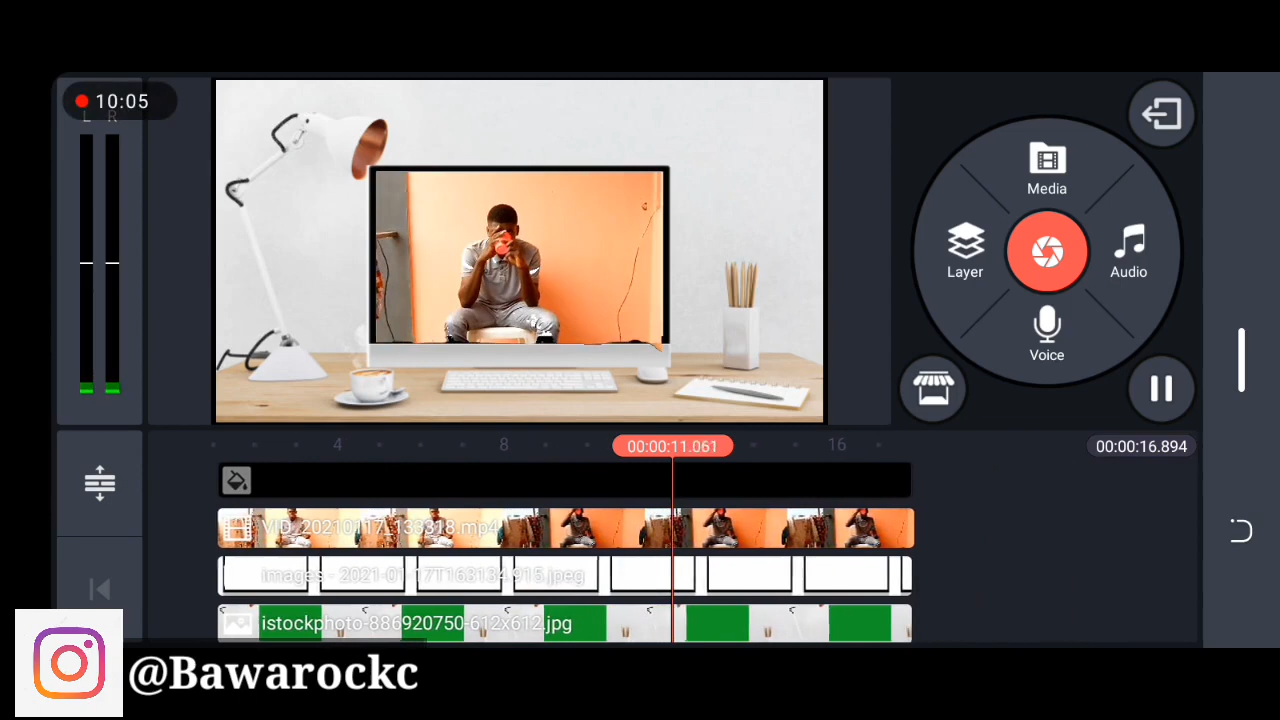 10:05
L R
Media
Layer
Audio
Voice
4 8 00:00:11.061 16 00:00:16.894
VID_20210117_133318.mp4
images - 2021-01-17T163134.915.jpeg
istockphoto-886920750-612x612.jpg
@Bawarockc